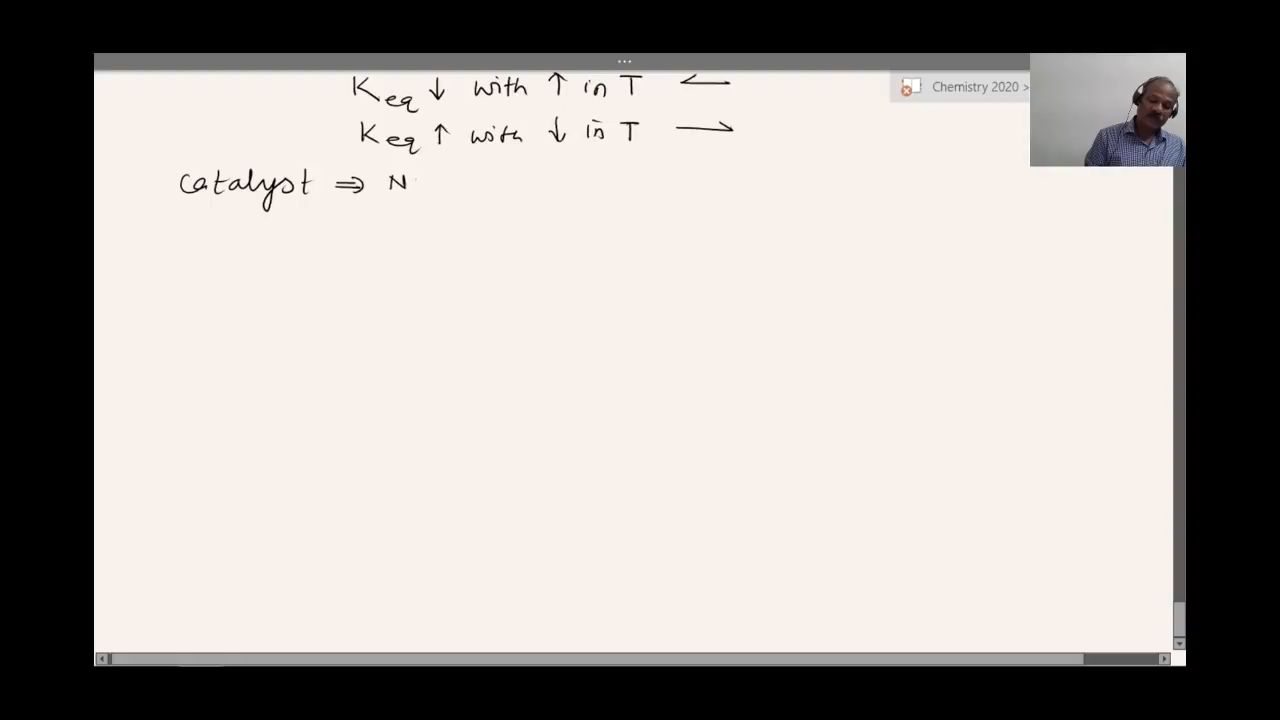 Keq ↓ with ↑ in T ←
Chemistry 2020 >
Keq ↑ with ↓ in T →
Catalyst ⇒ N